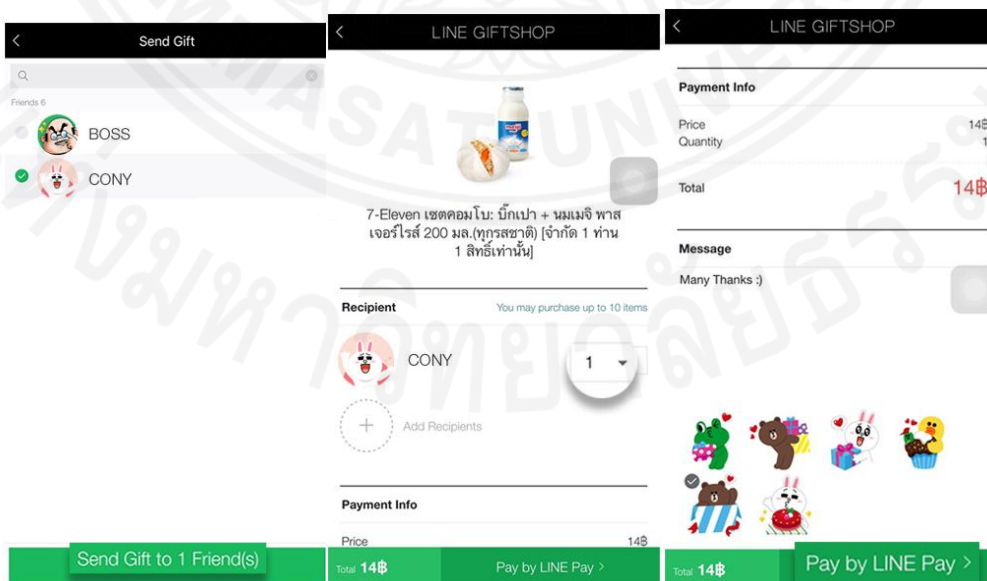 Send Gift
Friends 6
BOSS
CONY
Send Gift to 1 Friend(s)
LINE GIFTSHOP
meiji
7-Eleven เซตคอมโบ: บิ๊กเปา + นมเมจิ พาส
เจอร์ไรส์ 200 มล.(ทุกรสชาติ) [จำกัด 1 ท่าน
1 สิทธิ์เท่านั้น]
Recipient
You may purchase up to 10 items
CONY
1
Add Recipients
Payment Info
Price 14฿
Total 14฿ Pay by LINE Pay >
LINE GIFTSHOP
Payment Info
Price 14฿
Quantity 1
Total 14฿
Message
Many Thanks :)
Total 14฿ Pay by LINE Pay >